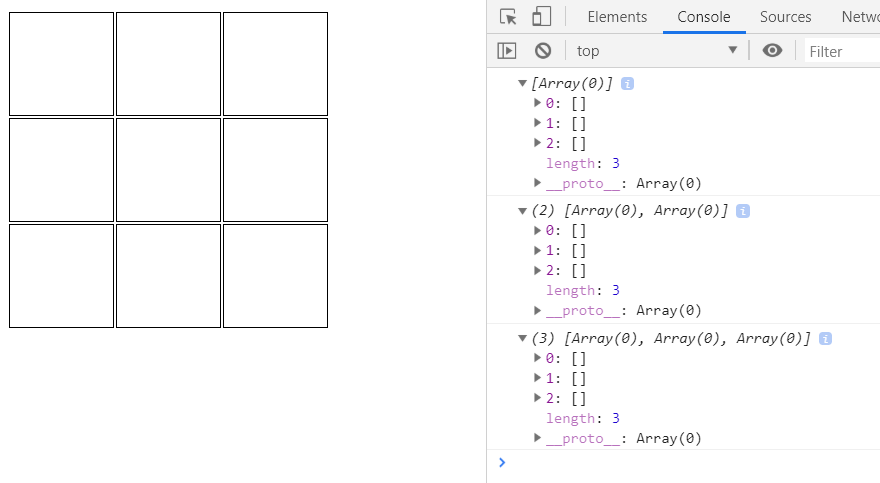 Elements Console Sources Netwo
top Filter
[Array(0)] i
0: []
1: []
2: []
length: 3
__proto__: Array(0)
(2) [Array(0), Array(0)] i
0: []
1: []
2: []
length: 3
__proto__: Array(0)
(3) [Array(0), Array(0), Array(0)] i
0: []
1: []
2: []
length: 3
__proto__: Array(0)